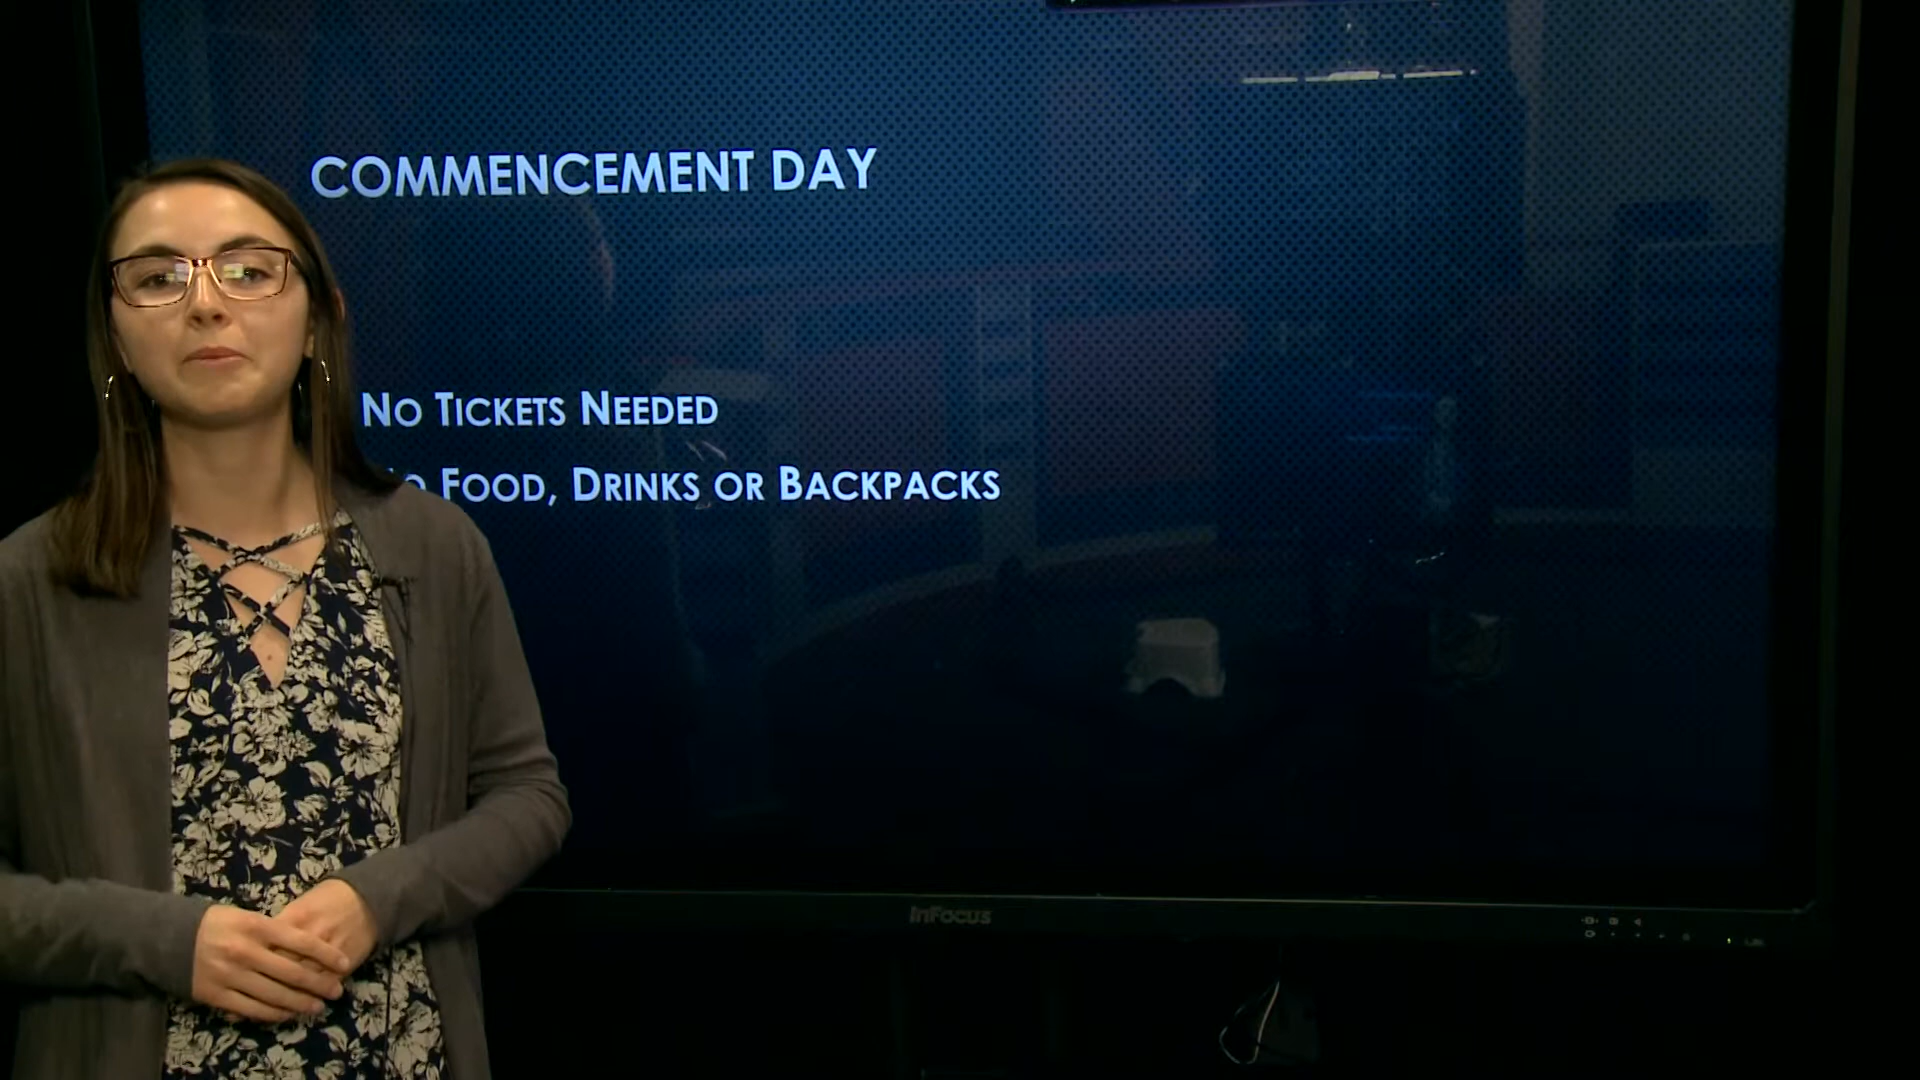 COMMENCEMENT DAY
NO TICKETS NEEDED
FOOD, DRINKS OR BACKPACKS
InFocus